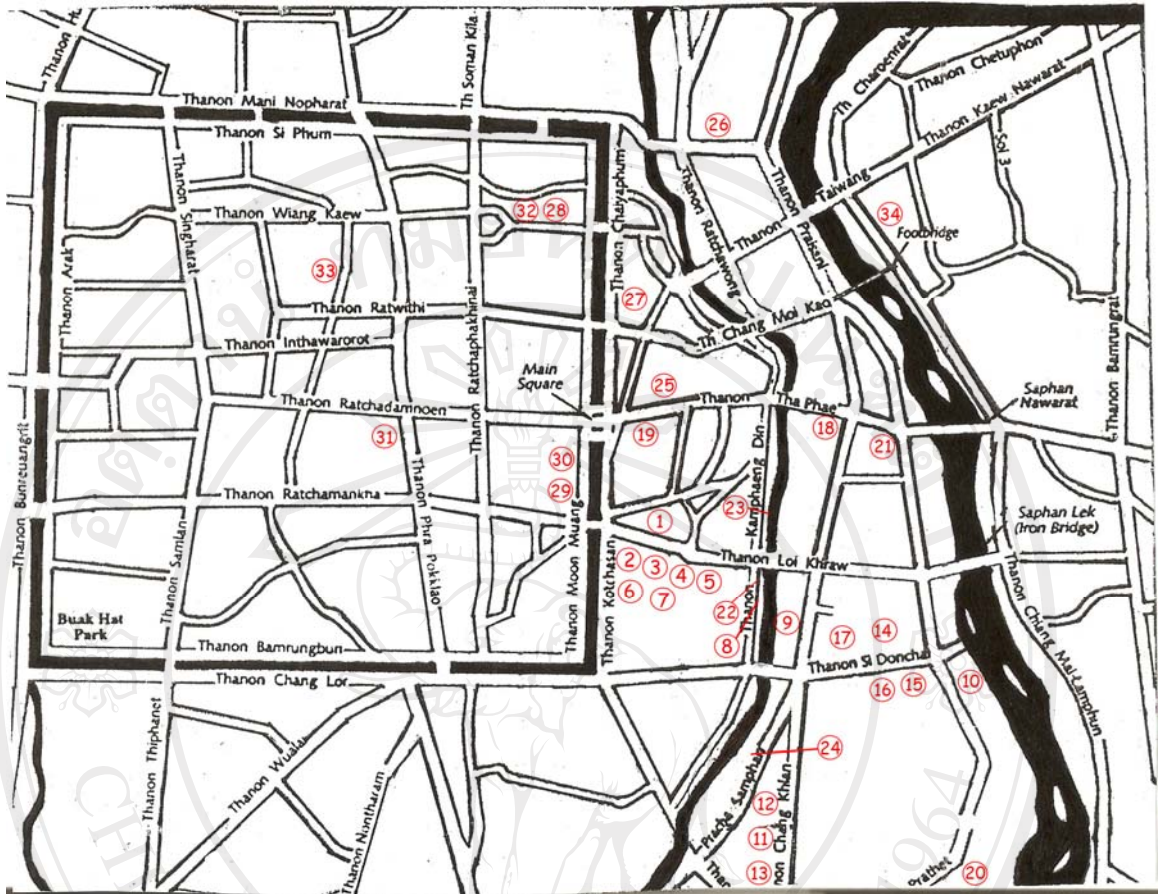 Thanon Hu
Th Soman Kila
Th Charoenrat
Thanon Chetuphon
Thanon Kaew Nawarat
Soi 3
Thanon Mani Nopharat
Thanon Si Phum
26
Thanon Singharat
Thanon Wiang Kaew
32
28
Thanon Chaiyaphum
Thanon Ratchawong
Thanon Praisani
Thanon Taiwang
34
Footbridge
Thanon Arak
33
27
Thanon Ratwithi
Thanon Ratchaphakhinai
Th Chang Moi Kao
Thanon Bamrungrat
Thanon Inthawarorot
Main
Square
25
Saphan
Nawarat
Thanon Ratchadamnoen
Thanon Tha Phae
31
19
18
21
30
29
Thanon Bunreuangrit
Thanon Ratchamankha
Thanon Phra Pokklao
Thanon Moon Muang
1
23
Thanon Kamphaeng Din
Saphan Lek
(Iron Bridge)
Thanon Samlan
Thanon Kotchasan
Thanon Loi Khraw
2
3
4
5
6
7
22
8
9
17
14
Buak Hat
Park
Thanon Bamrungburi
Thanon Si Donchai
Thanon Chang Lor
16
15
10
Thanon Chiang Mai-Lamphun
24
Thanon Thiphanet
Thanon Wualai
Thanon Nontharam
Pracha Samphan
12
Thanon Chang Khlan
11
13
Prathet
20
1964